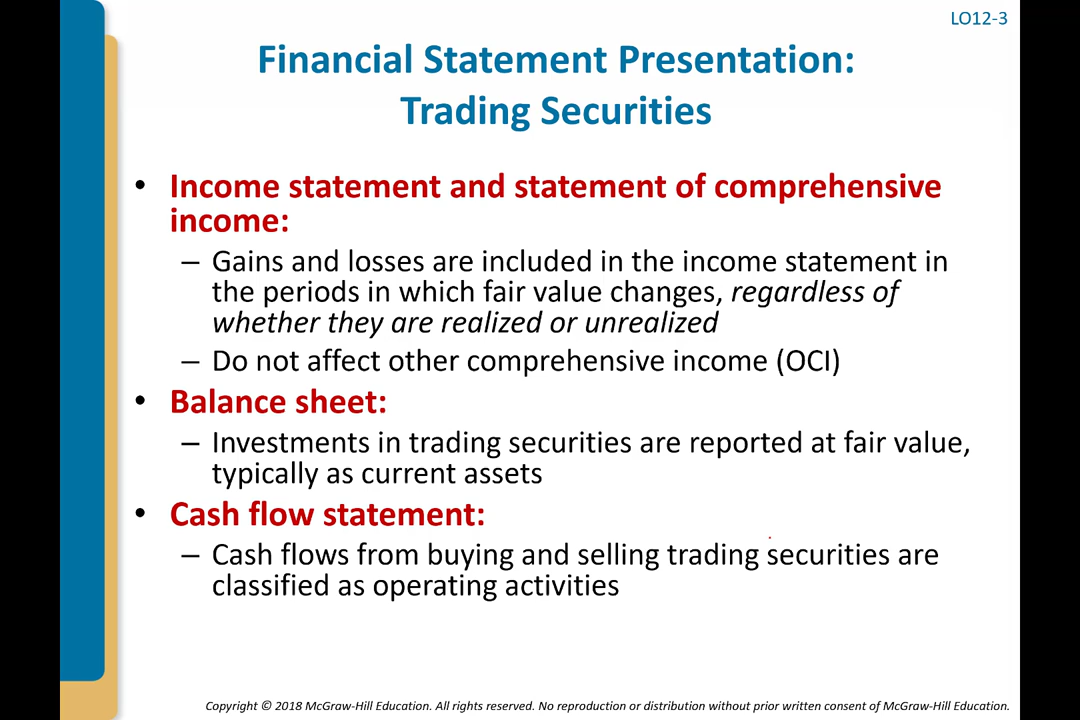 LO12-3
Financial Statement Presentation:
Trading Securities
• Income statement and statement of comprehensive
income:
– Gains and losses are included in the income statement in
the periods in which fair value changes, regardless of
whether they are realized or unrealized
– Do not affect other comprehensive income (OCI)
• Balance sheet:
– Investments in trading securities are reported at fair value,
typically as current assets
• Cash flow statement:
– Cash flows from buying and selling trading securities are
classified as operating activities
Copyright © 2018 McGraw-Hill Education. All rights reserved. No reproduction or distribution without prior written consent of McGraw-Hill Education.